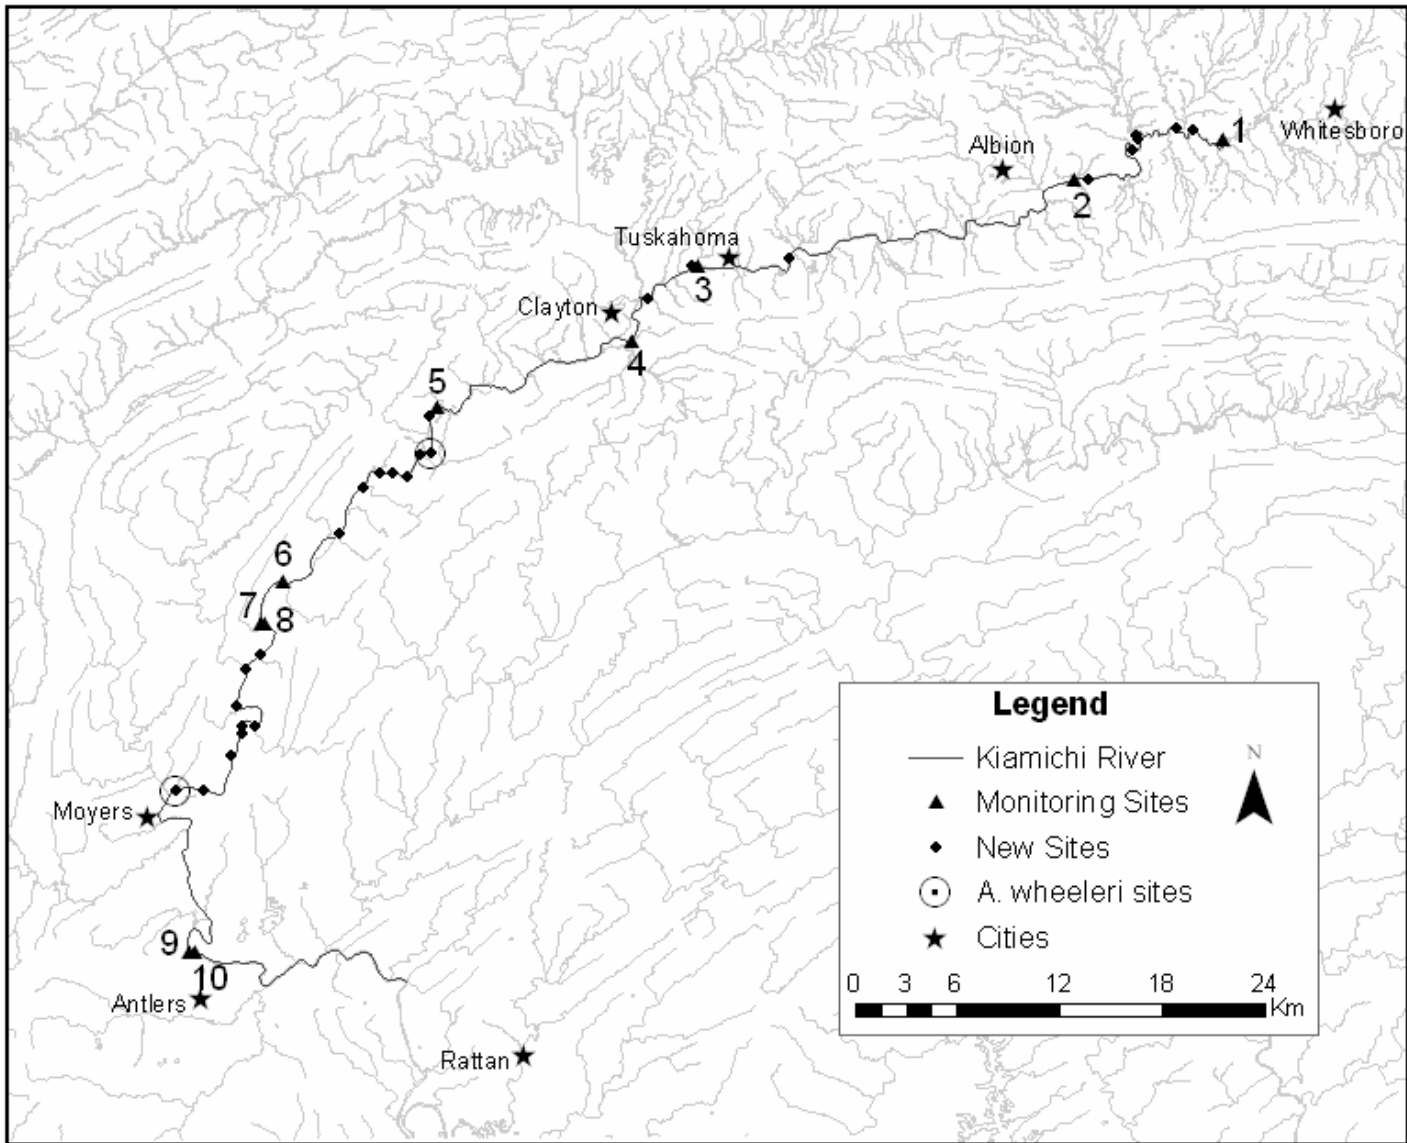 1
Whitesboro
Albion
2
Tuskahoma
3
Clayton
4
5
6
7
8
Legend
Kiamichi River
N
Monitoring Sites
Moyers
New Sites
A. wheeleri sites
Cities
9
10
0 3 6 12 18 24
Km
Antlers
Rattan